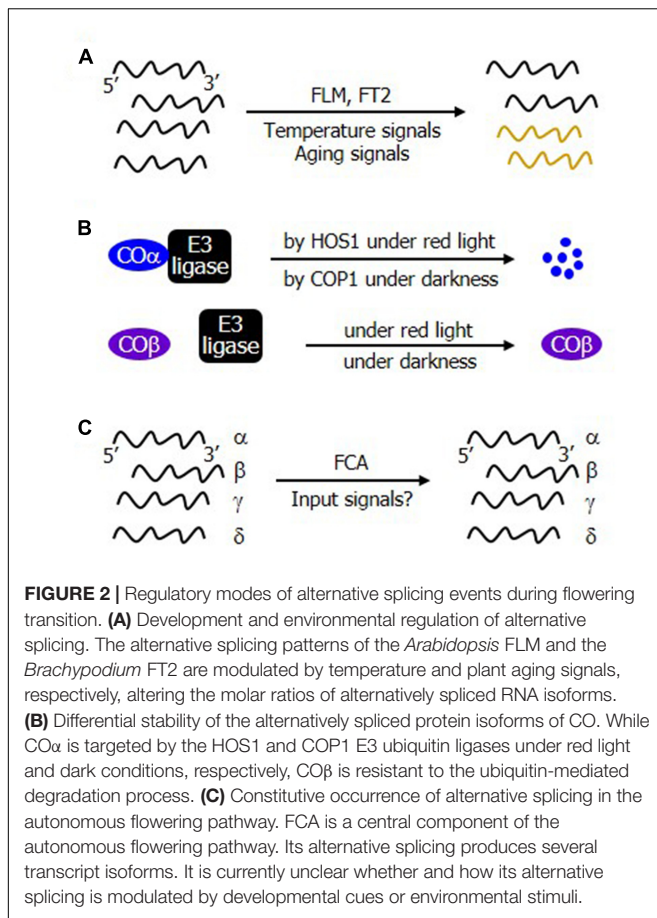 A
5′ 3′
FLM, FT2
Temperature signals
Aging signals
B
COα
E3
ligase
by HOS1 under red light
by COP1 under darkness
COβ
E3
ligase
under red light
under darkness
COβ
C
5′ 3′ α
β
γ
δ
FCA
Input signals?
5′ 3′ α
β
γ
δ
FIGURE 2 | Regulatory modes of alternative splicing events during flowering
transition. (A) Development and environmental regulation of alternative
splicing. The alternative splicing patterns of the Arabidopsis FLM and the
Brachypodium FT2 are modulated by temperature and plant aging signals,
respectively, altering the molar ratios of alternatively spliced RNA isoforms.
(B) Differential stability of the alternatively spliced protein isoforms of CO. While
COα is targeted by the HOS1 and COP1 E3 ubiquitin ligases under red light
and dark conditions, respectively, COβ is resistant to the ubiquitin-mediated
degradation process. (C) Constitutive occurrence of alternative splicing in the
autonomous flowering pathway. FCA is a central component of the
autonomous flowering pathway. Its alternative splicing produces several
transcript isoforms. It is currently unclear whether and how its alternative
splicing is modulated by developmental cues or environmental stimuli.